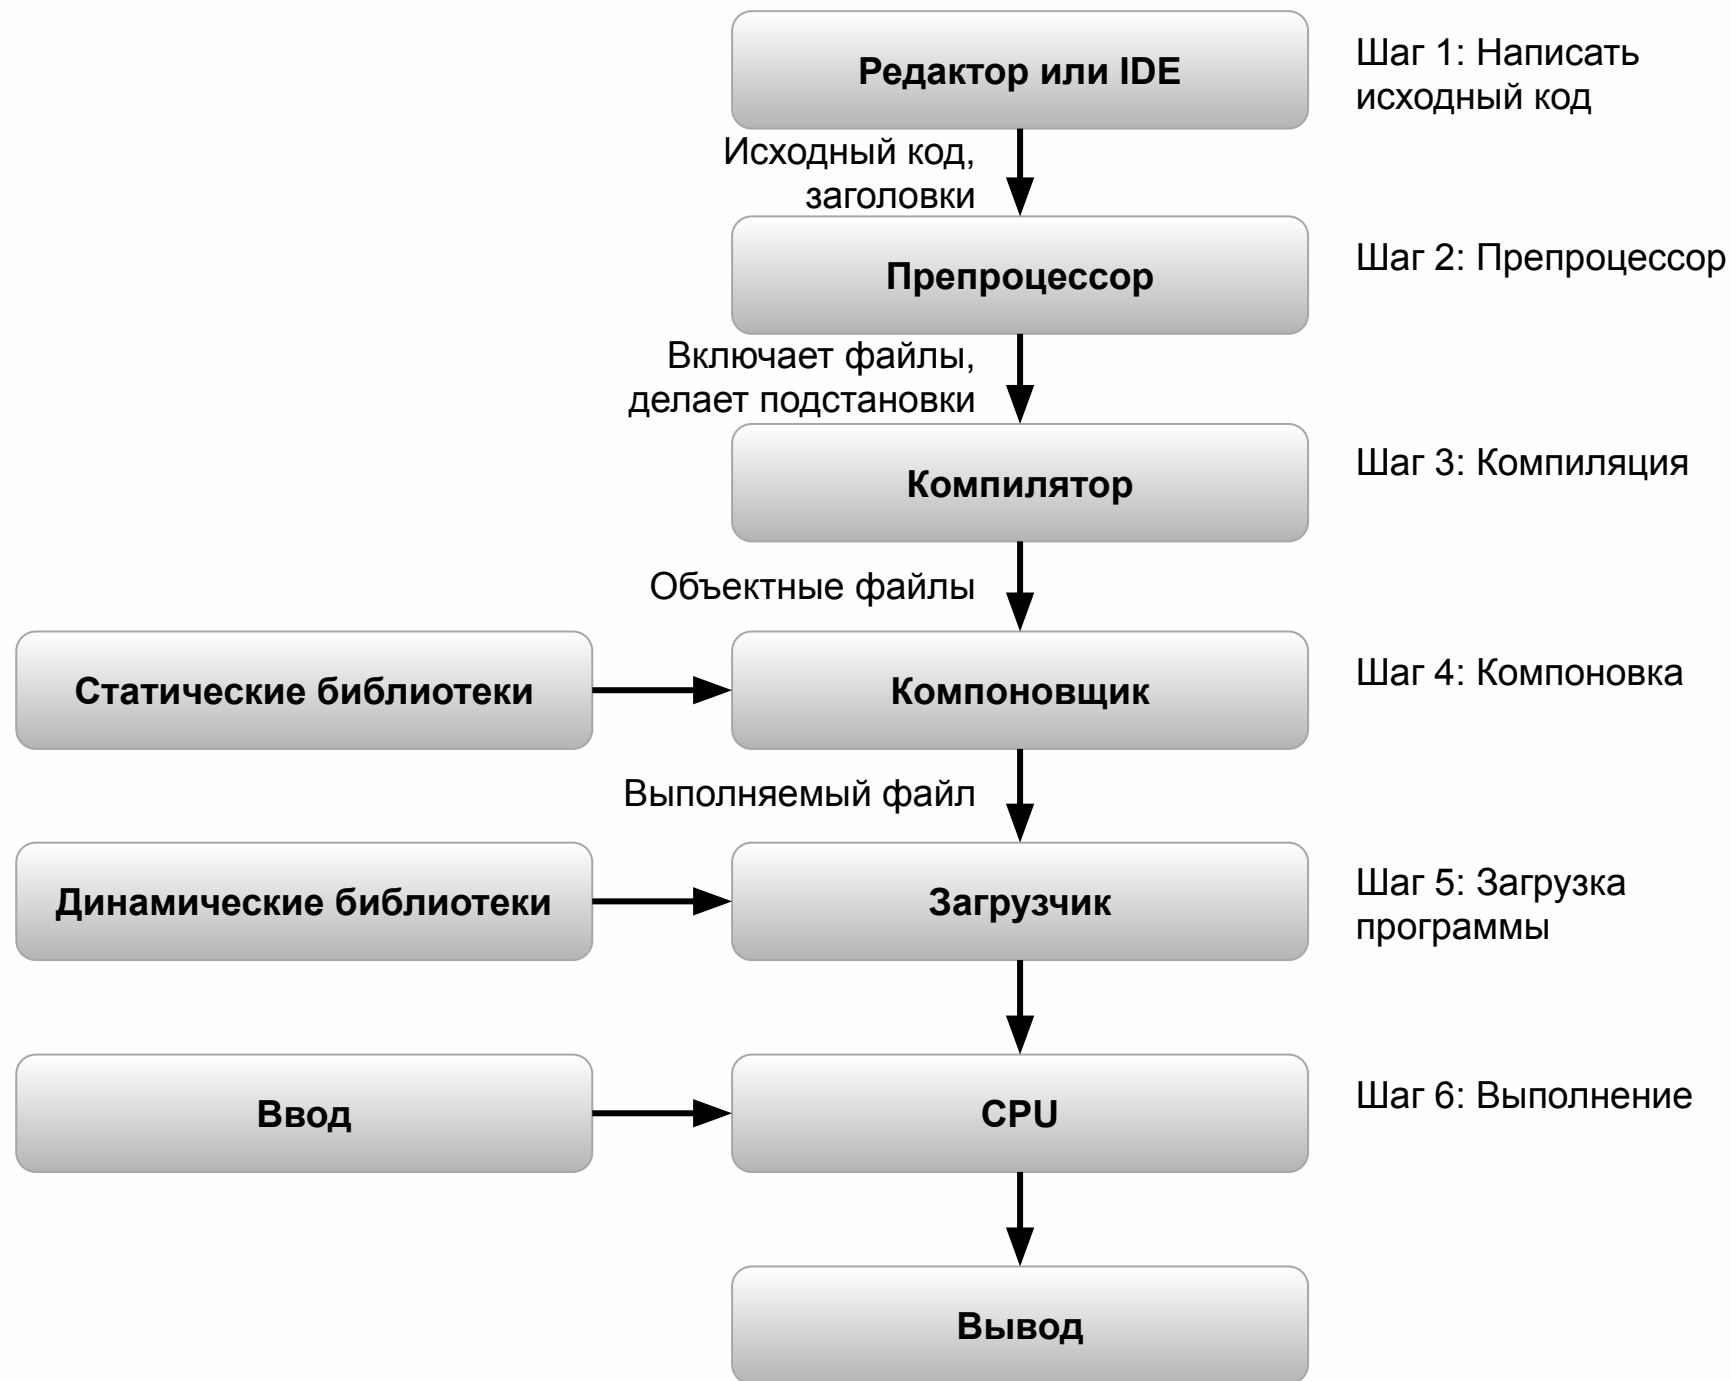 Редактор или IDE
Шаг 1: Написать
исходный код
Исходный код,
заголовки
Препроцессор
Шаг 2: Препроцессор
Включает файлы,
делает подстановки
Компилятор
Шаг 3: Компиляция
Объектные файлы
Статические библиотеки
Компоновщик
Шаг 4: Компоновка
Выполняемый файл
Динамические библиотеки
Загрузчик
Шаг 5: Загрузка
программы
Ввод
CPU
Шаг 6: Выполнение
Вывод